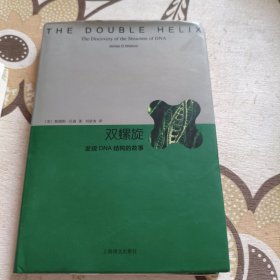 THE DOUBLE HELIX
The Discovery of the Structure of DNA
James D. Watson
双螺旋
发现DNA结构的故事
上海译文出版社